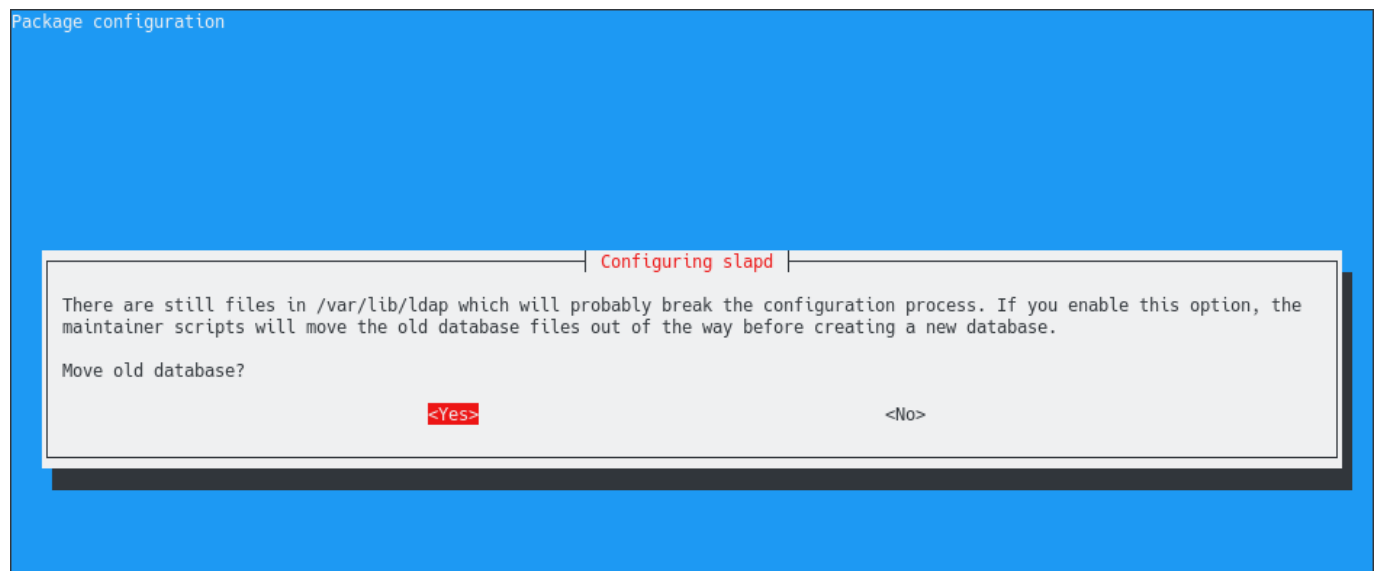 Package configuration
Configuring slapd
There are still files in /var/lib/ldap which will probably break the configuration process. If you enable this option, the
maintainer scripts will move the old database files out of the way before creating a new database.
Move old database?
<Yes> <No>